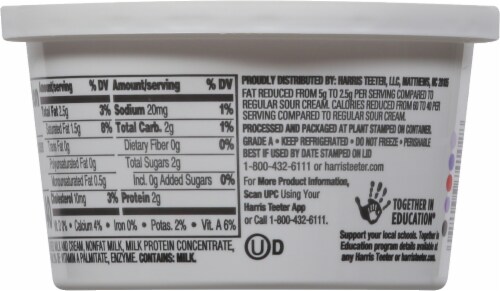 Amount/serving % DV Amount/serving % DV
Total Fat 2.5g 3% Sodium 20mg 1%
Saturated Fat 1.5g 8% Total Carb. 2g 1%
Trans Fat 0g Dietary Fiber 0g 0%
Polyunsaturated Fat 0g Total Sugars 2g
Monounsaturated Fat 0.5g Incl. 0g Added Sugars 0%
Cholesterol 10mg 3% Protein 2g
• Calcium 4% • Iron 0% • Potas. 2% • Vit. A 6%
AND CREAM, NONFAT MILK, MILK PROTEIN CONCENTRATE,
VITAMIN A PALMITATE, ENZYME. CONTAINS: MILK.
PROUDLY DISTRIBUTED BY: HARRIS TEETER, LLC, MATTHEWS, NC 28105
FAT REDUCED FROM 5g TO 2.5g PER SERVING COMPARED TO
REGULAR SOUR CREAM. CALORIES REDUCED FROM 60 TO 40 PER
SERVING COMPARED TO REGULAR SOUR CREAM.
PROCESSED AND PACKAGED AT PLANT STAMPED ON CONTAINER
GRADE A • KEEP REFRIGERATED • DO NOT FREEZE • PERISHABLE
BEST IF USED BY DATE STAMPED ON LID
1-800-432-6111 - harristeeter.com
For More Product Information,
Scan UPC Using Your
Harris Teeter App
or Call 1-800-432-6111.
U D
TOGETHER IN
EDUCATION®
Support your local schools. Together in
Education program details available at
any Harris Teeter or harristeeter.com.